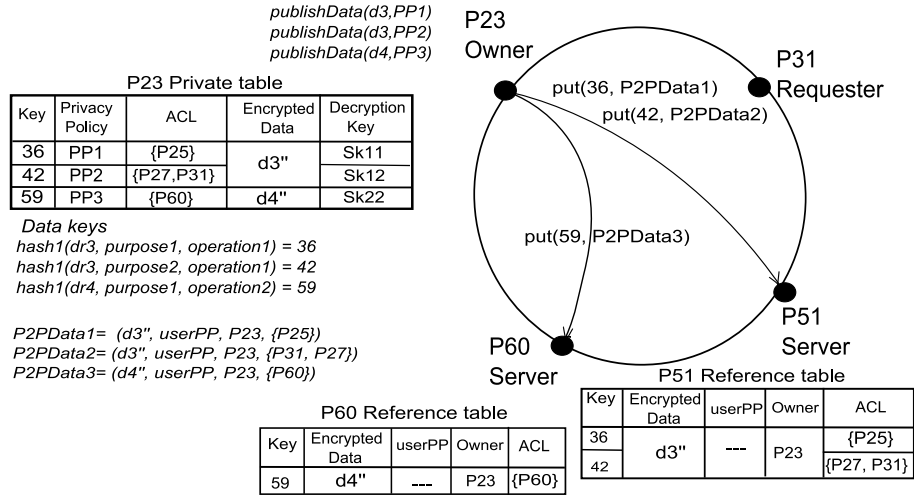 publishData(d3,PP1)
publishData(d3,PP2)
publishData(d4,PP3)
P23
Owner
P31
Requester
put(36, P2PData1)
put(42, P2PData2)
put(59, P2PData3)
P51
Server
P60
Server
P23 Private table
Key Privacy Policy ACL Encrypted Data Decryption Key
36 PP1 {P25} d3" Sk11
42 PP2 {P27,P31} Sk12
59 PP3 {P60} d4" Sk22
Data keys
hash1(dr3, purpose1, operation1) = 36
hash1(dr3, purpose2, operation1) = 42
hash1(dr4, purpose1, operation2) = 59
P2PData1= (d3", userPP, P23, {P25})
P2PData2= (d3", userPP, P23, {P31, P27})
P2PData3= (d4", userPP, P23, {P60})
P60 Reference table
Key Encrypted Data userPP Owner ACL
59 d4" --- P23 {P60}
P51 Reference table
Key Encrypted Data userPP Owner ACL
36 d3" --- P23 {P25}
42 {P27, P31}